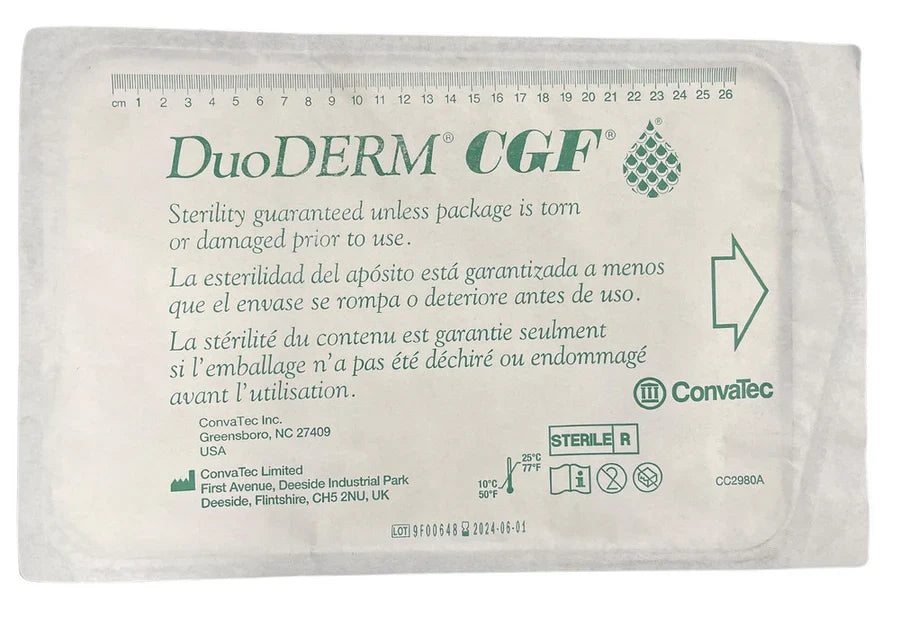 cm 1 2 3 4 5 6 7 8 9 10 11 12 13 14 15 16 17 18 19 20 21 22 23 24 25 26
DuoDERM® CGF® ®
Sterility guaranteed unless package is torn
or damaged prior to use.
La esterilidad del apósito está garantizada a menos
que el envase se rompa o deteriore antes de uso.
La stérilité du contenu est garantie seulment
si l'emballage n'a pas été déchiré ou endommagé
avant l'utilisation.
ConvaTec
ConvaTec Inc.
Greensboro, NC 27409
USA
ConvaTec Limited
First Avenue, Deeside Industrial Park
Deeside, Flintshire, CH5 2NU, UK
25°C
77°F
10°C
50°F
STERILE R
i 2
CC2980A
LOT 9F00648 2024-06-01